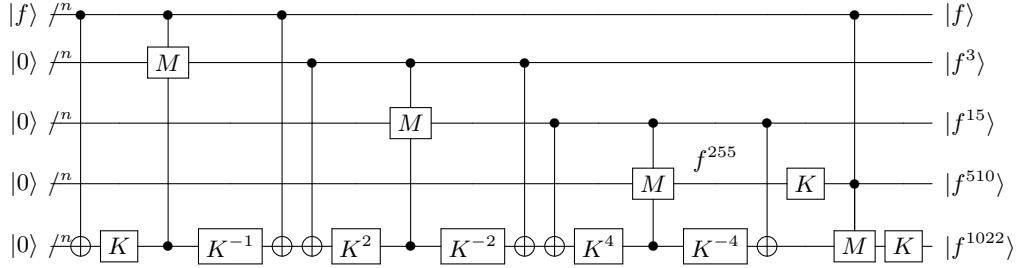 |f⟩ /ⁿ |f⟩
|0⟩ /ⁿ M |f³⟩
|0⟩ /ⁿ M |f¹⁵⟩
f²⁵⁵
|0⟩ /ⁿ M K |f⁵¹⁰⟩
|0⟩ /ⁿ K K⁻¹ K² K⁻² K⁴ K⁻⁴ M K |f¹⁰²²⟩